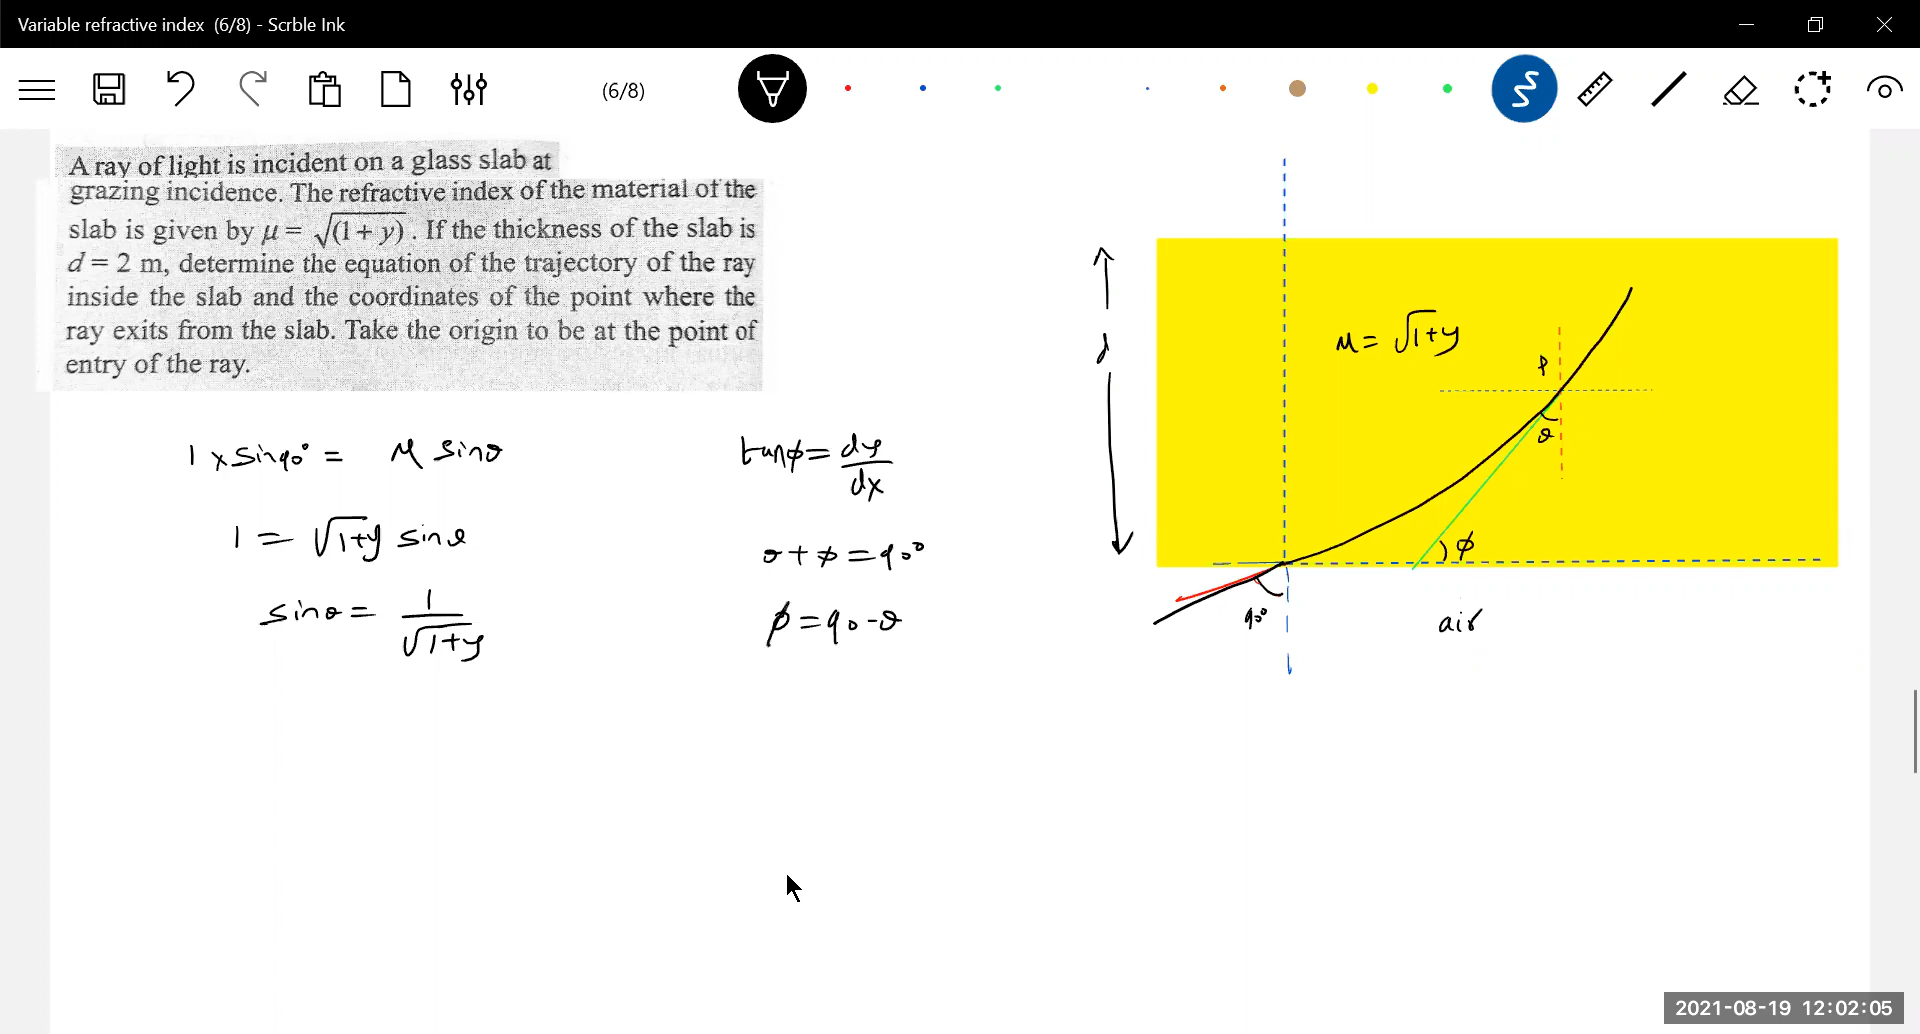 Variable refractive index (6/8) - Scrble Ink
(6/8)
A ray of light is incident on a glass slab at
grazing incidence. The refractive index of the material of the
slab is given by μ = √(1 + y) . If the thickness of the slab is
d = 2 m, determine the equation of the trajectory of the ray
inside the slab and the coordinates of the point where the
ray exits from the slab. Take the origin to be at the point of
entry of the ray.
1 × sin90° = μ sinθ
1 = √1+y sinθ
sinθ = 1/√1+y
tanϕ = dy/dx
θ + ϕ = 90°
ϕ = 90-θ
d
μ = √1+y
P
θ
ϕ
90°
air
2021-08-19 12:02:05